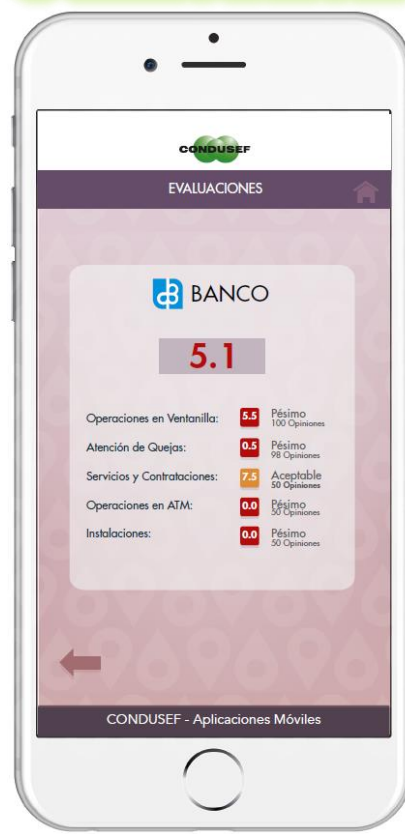 CONDUSEF
EVALUACIONES
BANCO
5.1
Operaciones en Ventanilla: 5.5 Pésimo
100 Opiniones
Atención de Quejas: 0.5 Pésimo
98 Opiniones
Servicios y Contrataciones: 7.5 Aceptable
50 Opiniones
Operaciones en ATM: 0.0 Pésimo
50 Opiniones
Instalaciones: 0.0 Pésimo
50 Opiniones
CONDUSEF - Aplicaciones Móviles